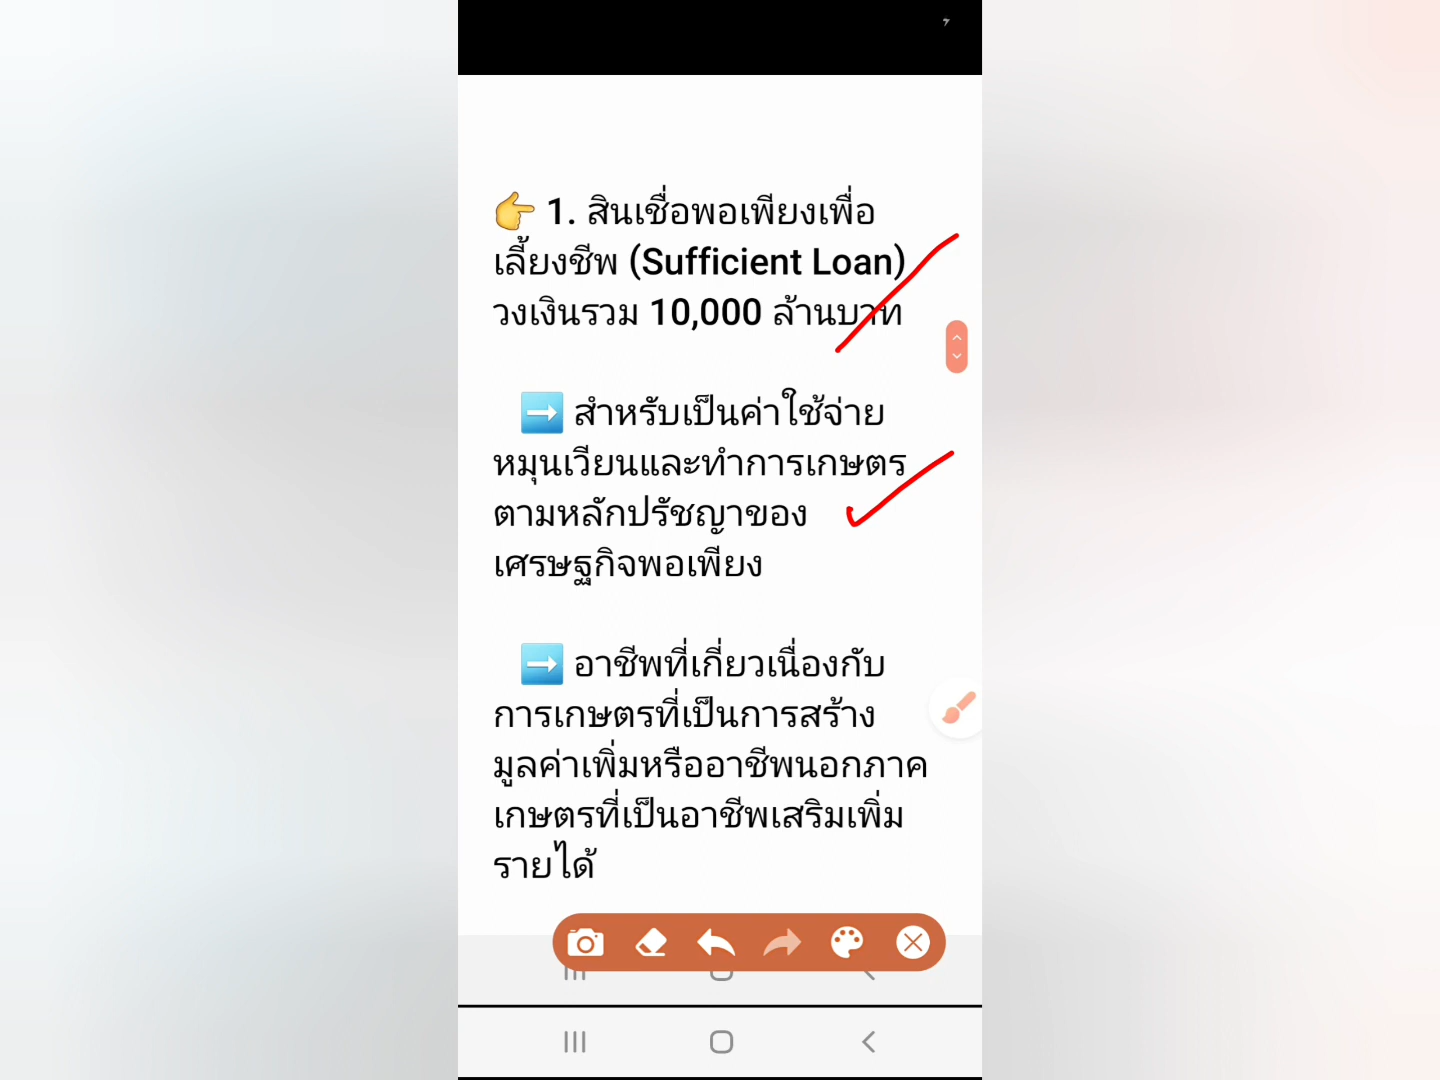 👉 1. สินเชื่อพอเพียงเพื่อ
เลี้ยงชีพ (Sufficient Loan)
วงเงินรวม 10,000 ล้านบาท
➡️ สำหรับเป็นค่าใช้จ่าย
หมุนเวียนและทำการเกษตร
ตามหลักปรัชญาของ
เศรษฐกิจพอเพียง
➡️ อาชีพที่เกี่ยวเนื่องกับ
การเกษตรที่เป็นการสร้าง
มูลค่าเพิ่มหรืออาชีพนอกภาค
เกษตรที่เป็นอาชีพเสริมเพิ่ม
รายได้